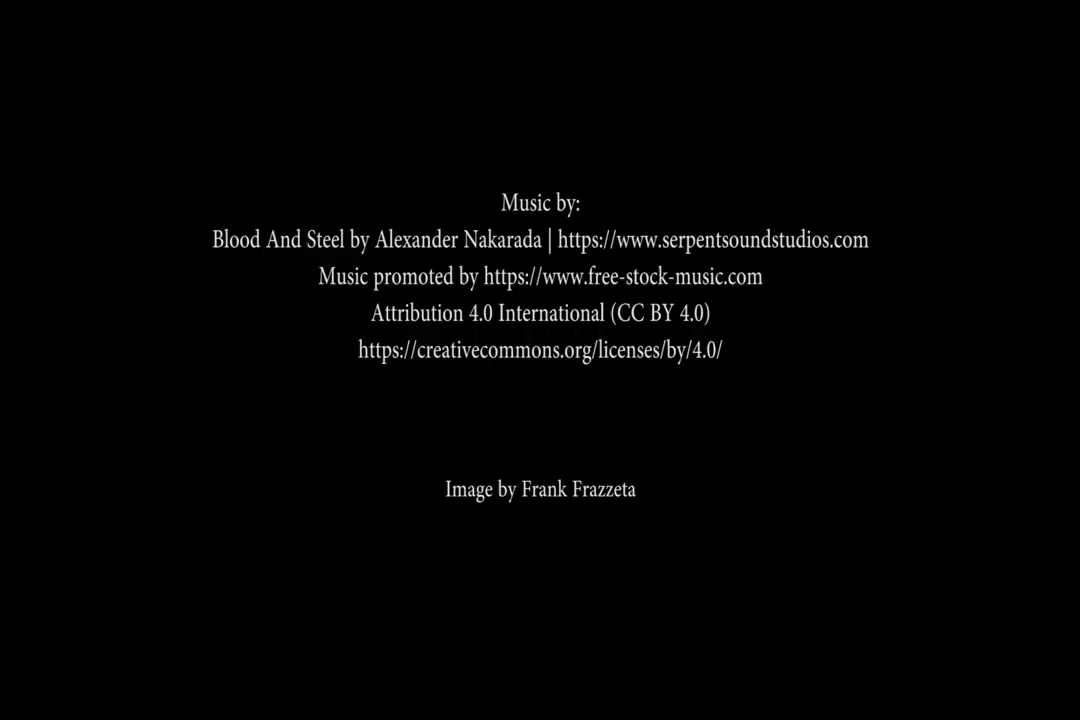 Music by:
Blood And Steel by Alexander Nakarada | https://www.serpentsoundstudios.com
Music promoted by https://www.free-stock-music.com
Attribution 4.0 International (CC BY 4.0)
https://creativecommons.org/licenses/by/4.0/
Image by Frank Frazzeta